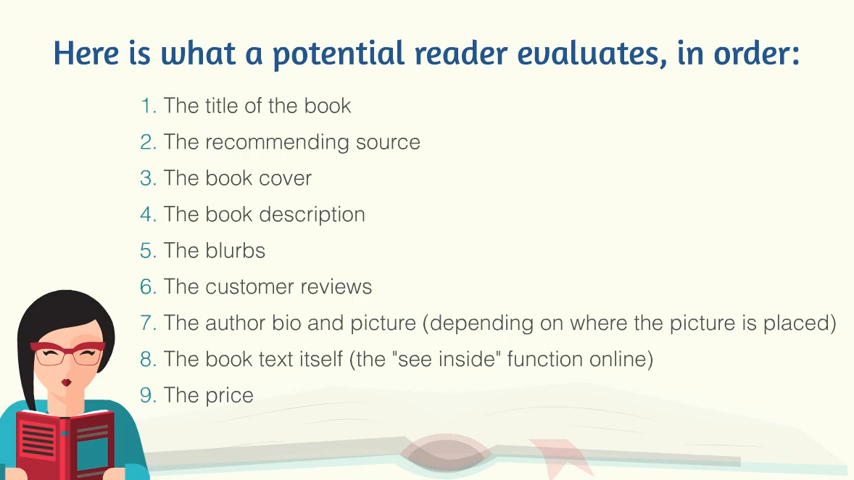 Here is what a potential reader evaluates, in order:
1. The title of the book
2. The recommending source
3. The book cover
4. The book description
5. The blurbs
6. The customer reviews
7. The author bio and picture (depending on where the picture is placed)
8. The book text itself (the "see inside" function online)
9. The price